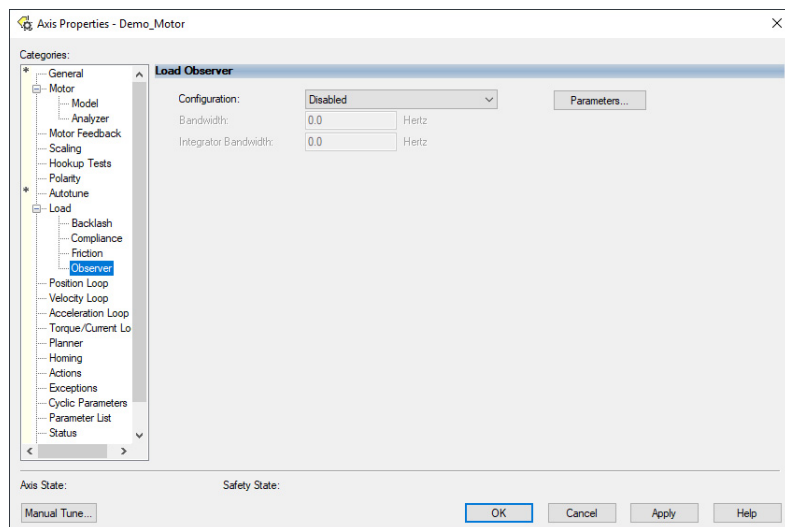 Axis Properties - Demo_Motor
Categories:
General
Motor
Model
Analyzer
Motor Feedback
Scaling
Hookup Tests
Polarity
Autotune
Load
Backlash
Compliance
Friction
Observer
Position Loop
Velocity Loop
Acceleration Loop
Torque/Current Lo
Planner
Homing
Actions
Exceptions
Cyclic Parameters
Parameter List
Status
Load Observer
Configuration: Disabled Parameters...
Bandwidth: 0.0 Hertz
Integrator Bandwidth: 0.0 Hertz
Axis State: Safety State:
Manual Tune... OK Cancel Apply Help